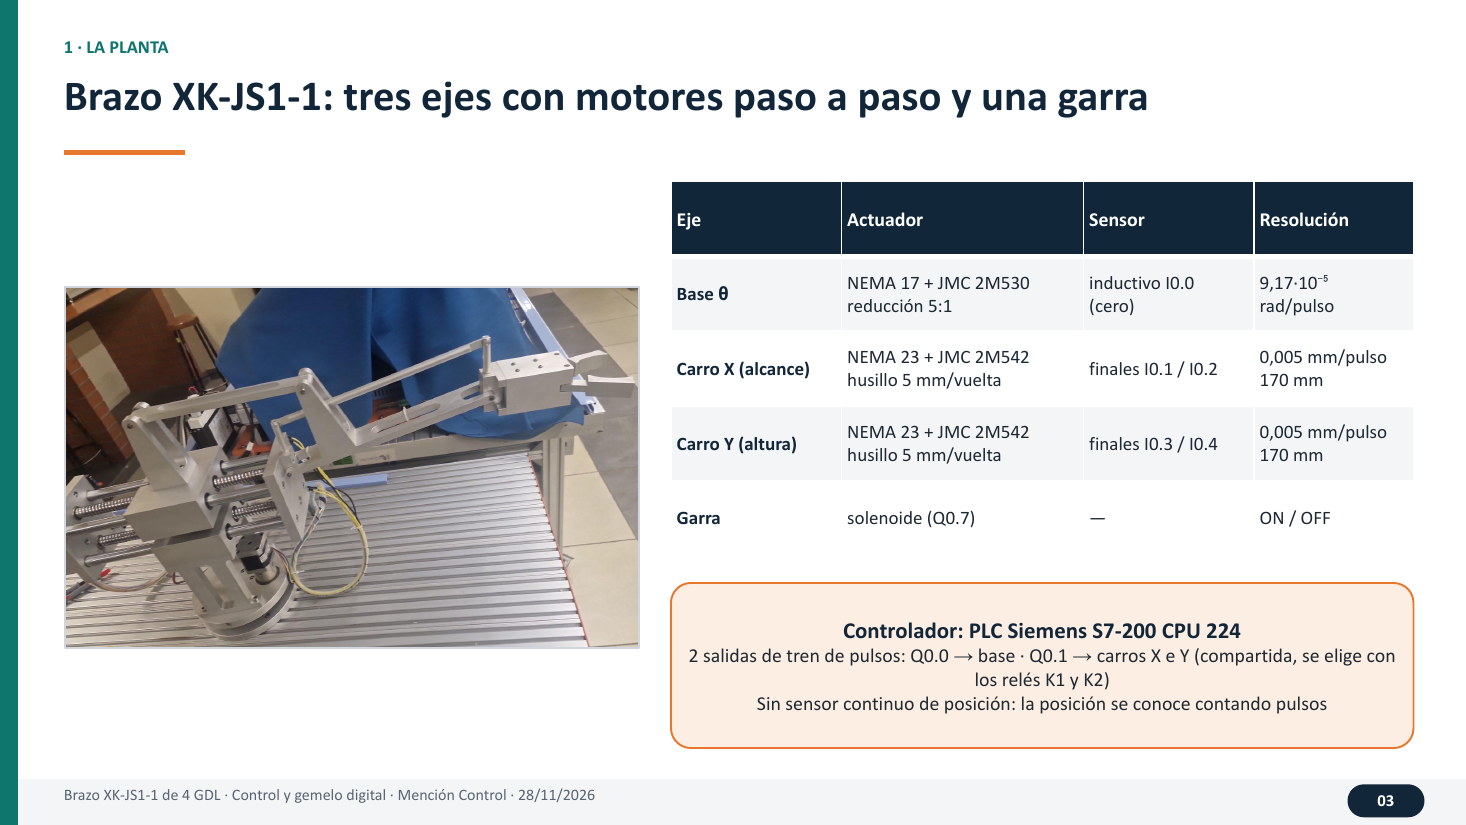 1 · LA PLANTA
Brazo XK-JS1-1: tres ejes con motores paso a paso y una garra
Eje Actuador Sensor Resolución
Base θ
NEMA 17 + JMC 2M530
reducción 5:1
inductivo I0.0
(cero)
9,17·10⁻⁵
rad/pulso
Carro X (alcance)
NEMA 23 + JMC 2M542
husillo 5 mm/vuelta
finales I0.1 / I0.2
0,005 mm/pulso
170 mm
Carro Y (altura)
NEMA 23 + JMC 2M542
husillo 5 mm/vuelta
finales I0.3 / I0.4
0,005 mm/pulso
170 mm
Garra solenoide (Q0.7) — ON / OFF
Controlador: PLC Siemens S7-200 CPU 224
2 salidas de tren de pulsos: Q0.0 → base · Q0.1 → carros X e Y (compartida, se elige con
los relés K1 y K2)
Sin sensor continuo de posición: la posición se conoce contando pulsos
Brazo XK-JS1-1 de 4 GDL · Control y gemelo digital · Mención Control · 28/11/2026
03